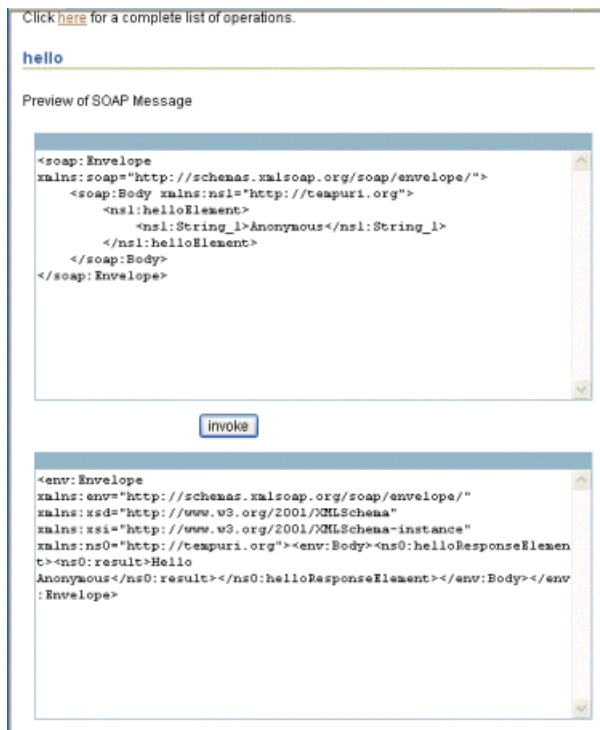 Click here for a complete list of operations.
hello
Preview of SOAP Message
<soap:Envelope
xmlns:soap="http://schemas.xmlsoap.org/soap/envelope/">
    <soap:Body xmlns:ns1="http://tempuri.org">
        <ns1:helloElement>
            <ns1:String_1>Anonymous</ns1:String_1>
        </ns1:helloElement>
    </soap:Body>
</soap:Envelope>
invoke
<env:Envelope
xmlns:env="http://schemas.xmlsoap.org/soap/envelope/"
xmlns:xsd="http://www.w3.org/2001/XMLSchema"
xmlns:xsi="http://www.w3.org/2001/XMLSchema-instance"
xmlns:ns0="http://tempuri.org"><env:Body><ns0:helloResponseElemen
t><ns0:result>Hello
Anonymous</ns0:result></ns0:helloResponseElement></env:Body></env
:Envelope>